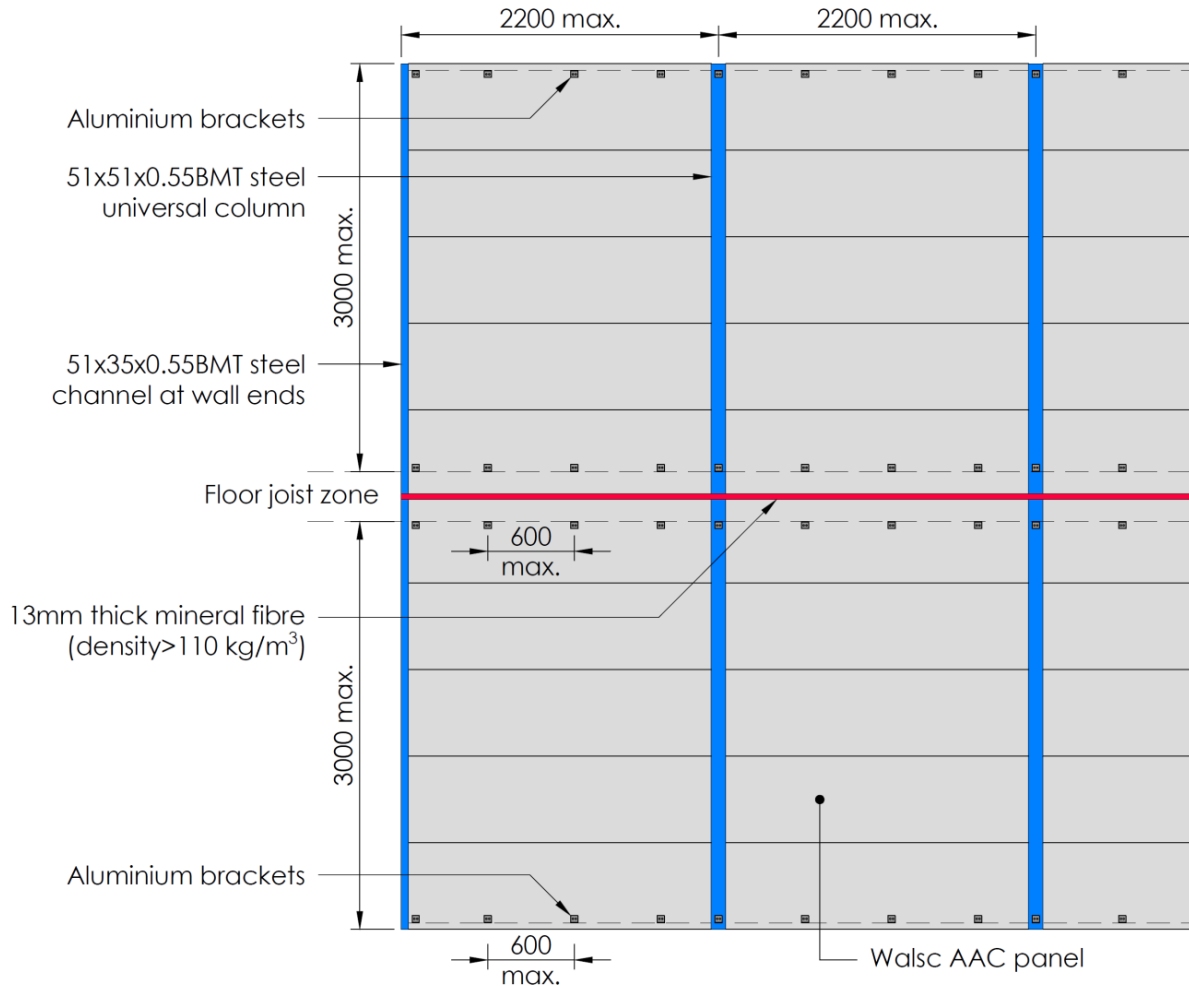 2200 max.
2200 max.
Aluminium brackets
51x51x0.55BMT steel
universal column
3000 max.
51x35x0.55BMT steel
channel at wall ends
Floor joist zone
600
max.
13mm thick mineral fibre
(density>110 kg/m³)
3000 max.
Aluminium brackets
600
max.
Walsc AAC panel